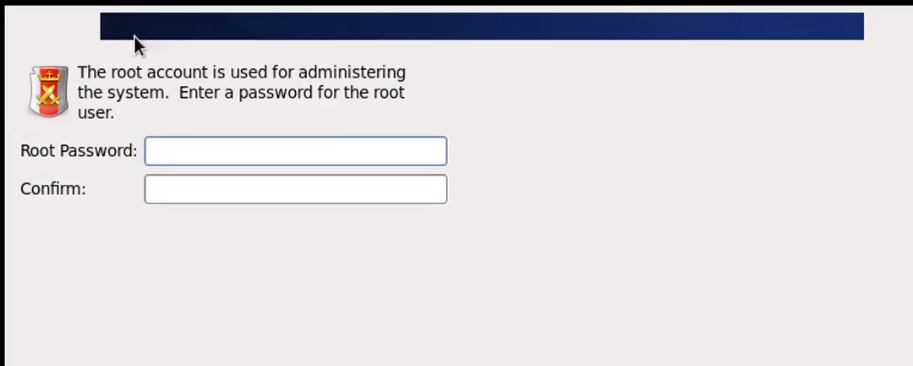 The root account is used for administering
the system.  Enter a password for the root
user.
Root Password:
Confirm: